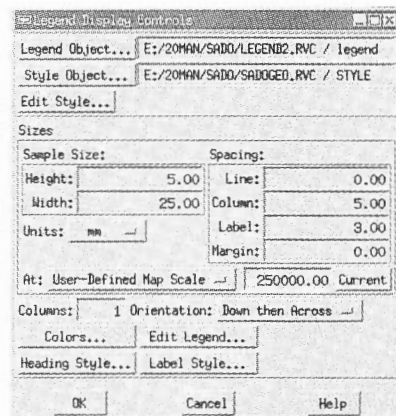 Legend Display Controls
Legend Object... E:/20MAN/SADO/LEGEND2.RVC / legend
Style Object... E:/20MAN/SADO/SADOGEO.RVC / STYLE
Edit Style...
Sizes
Sample Size: Spacing:
Height: 5.00 Line: 0.00
Width: 25.00 Column: 5.00
Units: mm Label: 3.00
Margin: 0.00
At: User-Defined Map Scale 250000.00 Current
Columns: 1 Orientation: Down then Across
Colors... Edit Legend...
Heading Style... Label Style...
OK Cancel Help